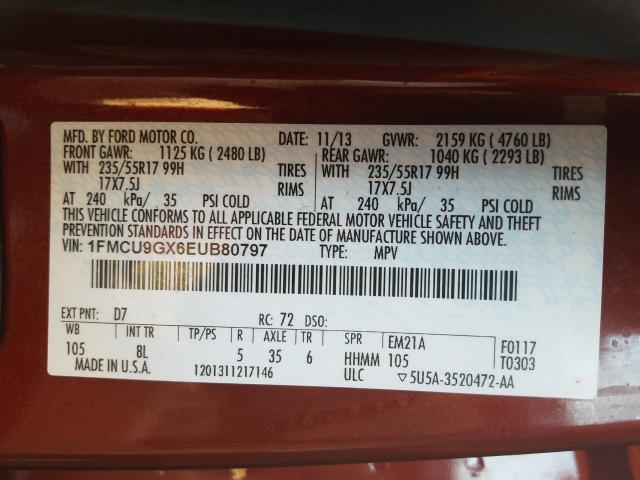 MFD. BY FORD MOTOR CO. DATE: 11/13 GVWR: 2159 KG ( 4760 LB)
FRONT GAWR: 1125 KG ( 2480 LB) REAR GAWR: 1040 KG ( 2293 LB)
WITH 235/55R17 99H TIRES WITH 235/55R17 99H TIRES
17X7.5J RIMS 17X7.5J RIMS
AT 240 kPa/ 35 PSI COLD AT 240 kPa/ 35 PSI COLD
THIS VEHICLE CONFORMS TO ALL APPLICABLE FEDERAL MOTOR VEHICLE SAFETY AND THEFT
PREVENTION STANDARDS IN EFFECT ON THE DATE OF MANUFACTURE SHOWN ABOVE.
VIN: 1FMCU9GX6EUB80797 TYPE: MPV
EXT PNT: D7 RC: 72 DSO:
WB INT TR TP/PS R AXLE TR SPR EM21A F0117
105 8L 5 35 6 HHMM 105 T0303
MADE IN U.S.A. 1201311217146 ULC ▽5U5A-3520472-AA